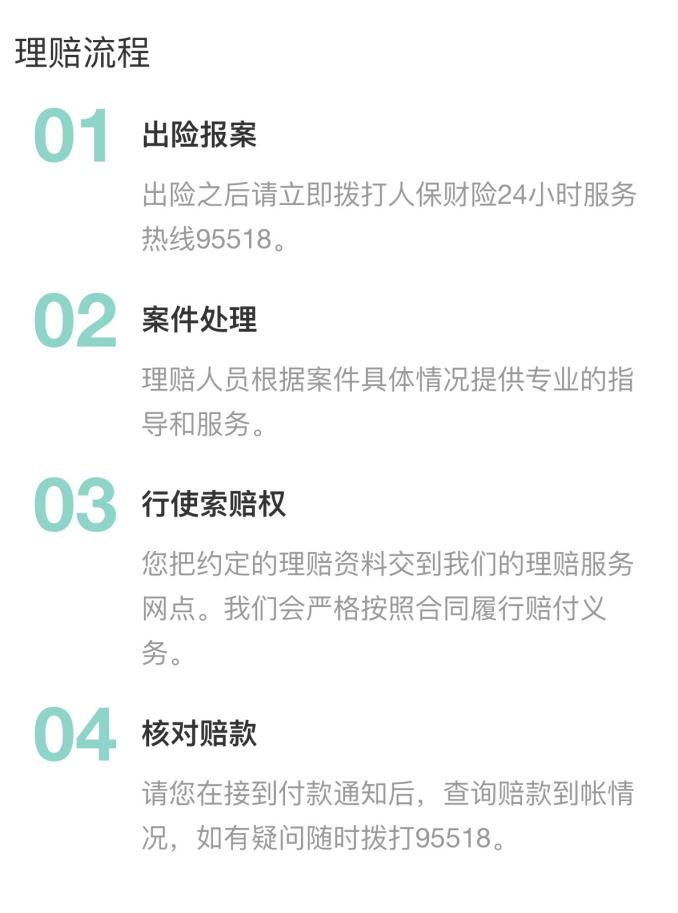 理赔流程
01 出险报案
出险之后请立即拨打人保财险24小时服务
热线95518。
02 案件处理
理赔人员根据案件具体情况提供专业的指
导和服务。
03 行使索赔权
您把约定的理赔资料交到我们的理赔服务
网点。我们会严格按照合同履行赔付义
务。
04 核对赔款
请您在接到付款通知后，查询赔款到帐情
况，如有疑问随时拨打95518。